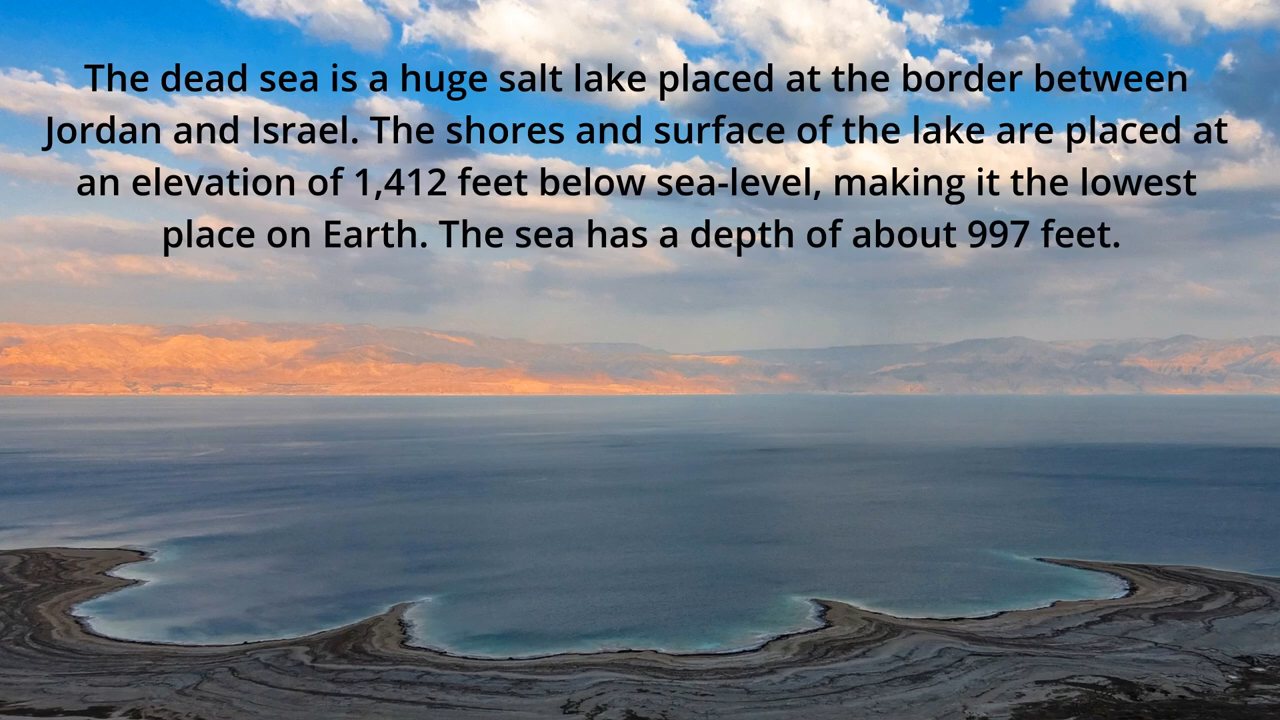 The dead sea is a huge salt lake placed at the border between
Jordan and Israel. The shores and surface of the lake are placed at
an elevation of 1,412 feet below sea-level, making it the lowest
place on Earth. The sea has a depth of about 997 feet.